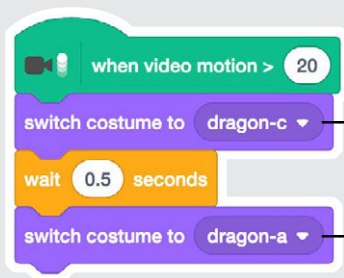 when video motion > 20
switch costume to dragon-c
wait 0.5 seconds
switch costume to dragon-a